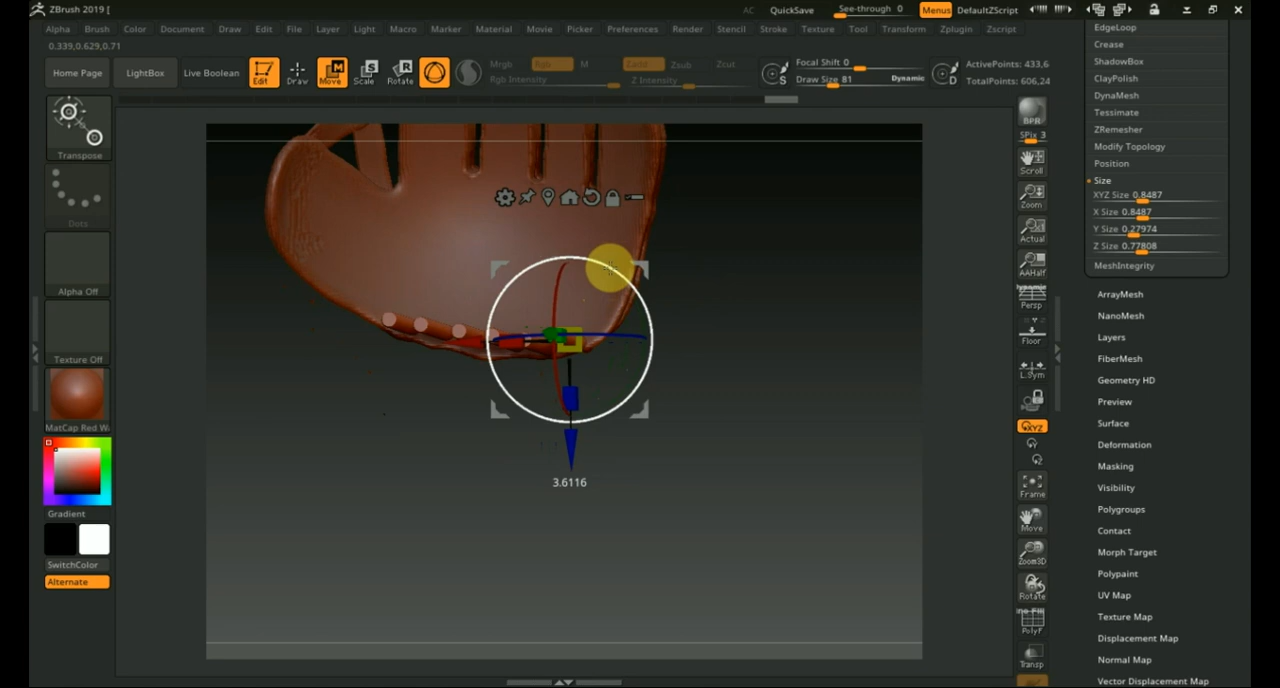 ZBrush 2019 [
AC QuickSave See-through 0 Menus DefaultZScript
Alpha Brush Color Document Draw Edit File Layer Light Macro Marker Material Movie Picker Preferences Render Stencil Stroke Texture Tool Transform Zplugin Zscript
0.339,0.629,0.71
Home Page LightBox Live Boolean Edit Draw Move Scale Rotate
Mrgb Rgb M Zadd Zsub Zcut
Rgb Intensity Z Intensity
Focal Shift 0
Draw Size 81 Dynamic
S
D
ActivePoints: 433,6
TotalPoints: 606,24
Transpose
Dots
Alpha Off
Texture Off
MatCap Red W
Gradient
SwitchColor
Alternate
3.6116
BPR
SPix 3
Scroll
Zoom
Actual
AAHalf
Persp
Floor
L.Sym
XYZ
Frame
Move
Zoom3D
Rotate
PolyF
Transp
EdgeLoop
Crease
ShadowBox
ClayPolish
DynaMesh
Tessimate
ZRemesher
Modify Topology
Position
Size
XYZ Size 0.8487
X Size 0.8487
Y Size 0.27974
Z Size 0.77808
MeshIntegrity
ArrayMesh
NanoMesh
Layers
FiberMesh
Geometry HD
Preview
Surface
Deformation
Masking
Visibility
Polygroups
Contact
Morph Target
Polypaint
UV Map
Texture Map
Displacement Map
Normal Map
Vector Displacement Map